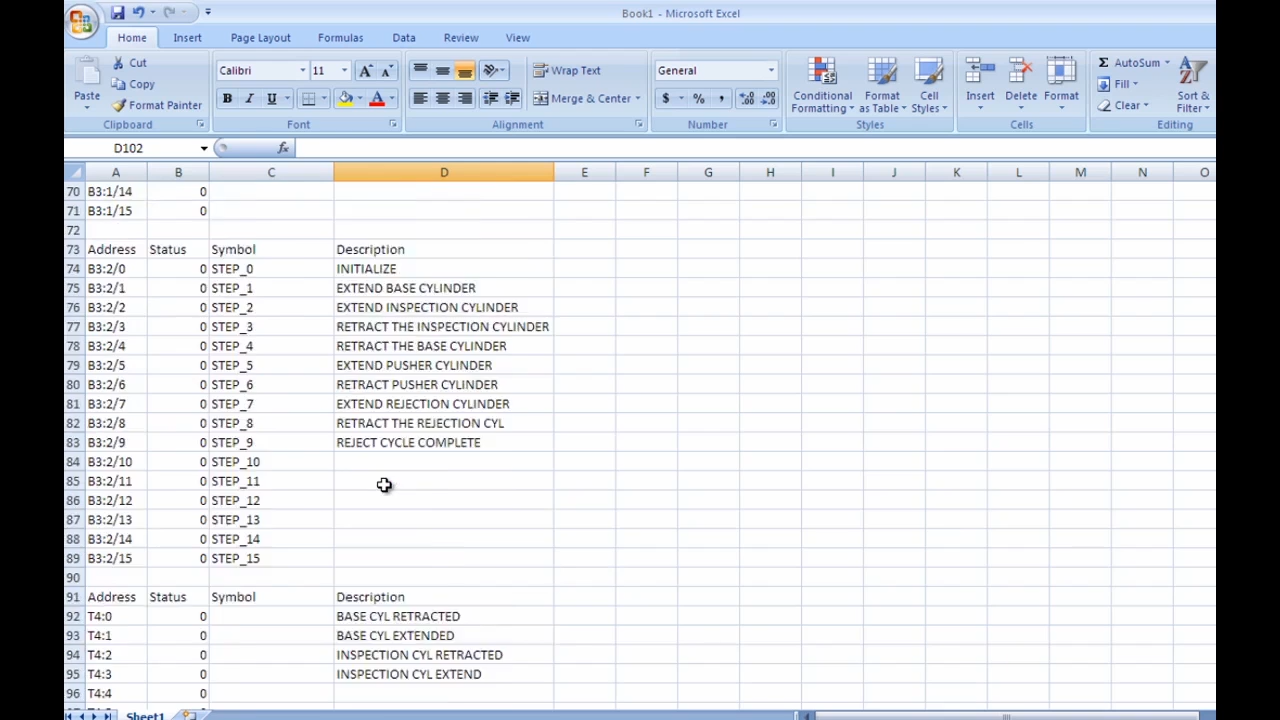 Book1 - Microsoft Excel
Home Insert Page Layout Formulas Data Review View
Paste Cut Copy Format Painter Clipboard
Calibri 11 A A B I U A Font
Wrap Text Merge & Center Alignment
General $ % , Number
Conditional Formatting Format as Table Cell Styles Styles
Insert Delete Format Cells
Σ AutoSum Fill Clear Sort & Filter Editing
D102 fx
A B C D E F G H I J K L M N O
70 B3:1/14 0
71 B3:1/15 0
72
73 Address Status Symbol Description
74 B3:2/0 0 STEP_0 INITIALIZE
75 B3:2/1 0 STEP_1 EXTEND BASE CYLINDER
76 B3:2/2 0 STEP_2 EXTEND INSPECTION CYLINDER
77 B3:2/3 0 STEP_3 RETRACT THE INSPECTION CYLINDER
78 B3:2/4 0 STEP_4 RETRACT THE BASE CYLINDER
79 B3:2/5 0 STEP_5 EXTEND PUSHER CYLINDER
80 B3:2/6 0 STEP_6 RETRACT PUSHER CYLINDER
81 B3:2/7 0 STEP_7 EXTEND REJECTION CYLINDER
82 B3:2/8 0 STEP_8 RETRACT THE REJECTION CYL
83 B3:2/9 0 STEP_9 REJECT CYCLE COMPLETE
84 B3:2/10 0 STEP_10
85 B3:2/11 0 STEP_11
86 B3:2/12 0 STEP_12
87 B3:2/13 0 STEP_13
88 B3:2/14 0 STEP_14
89 B3:2/15 0 STEP_15
90
91 Address Status Symbol Description
92 T4:0 0 BASE CYL RETRACTED
93 T4:1 0 BASE CYL EXTENDED
94 T4:2 0 INSPECTION CYL RETRACTED
95 T4:3 0 INSPECTION CYL EXTEND
96 T4:4 0
Sheet1